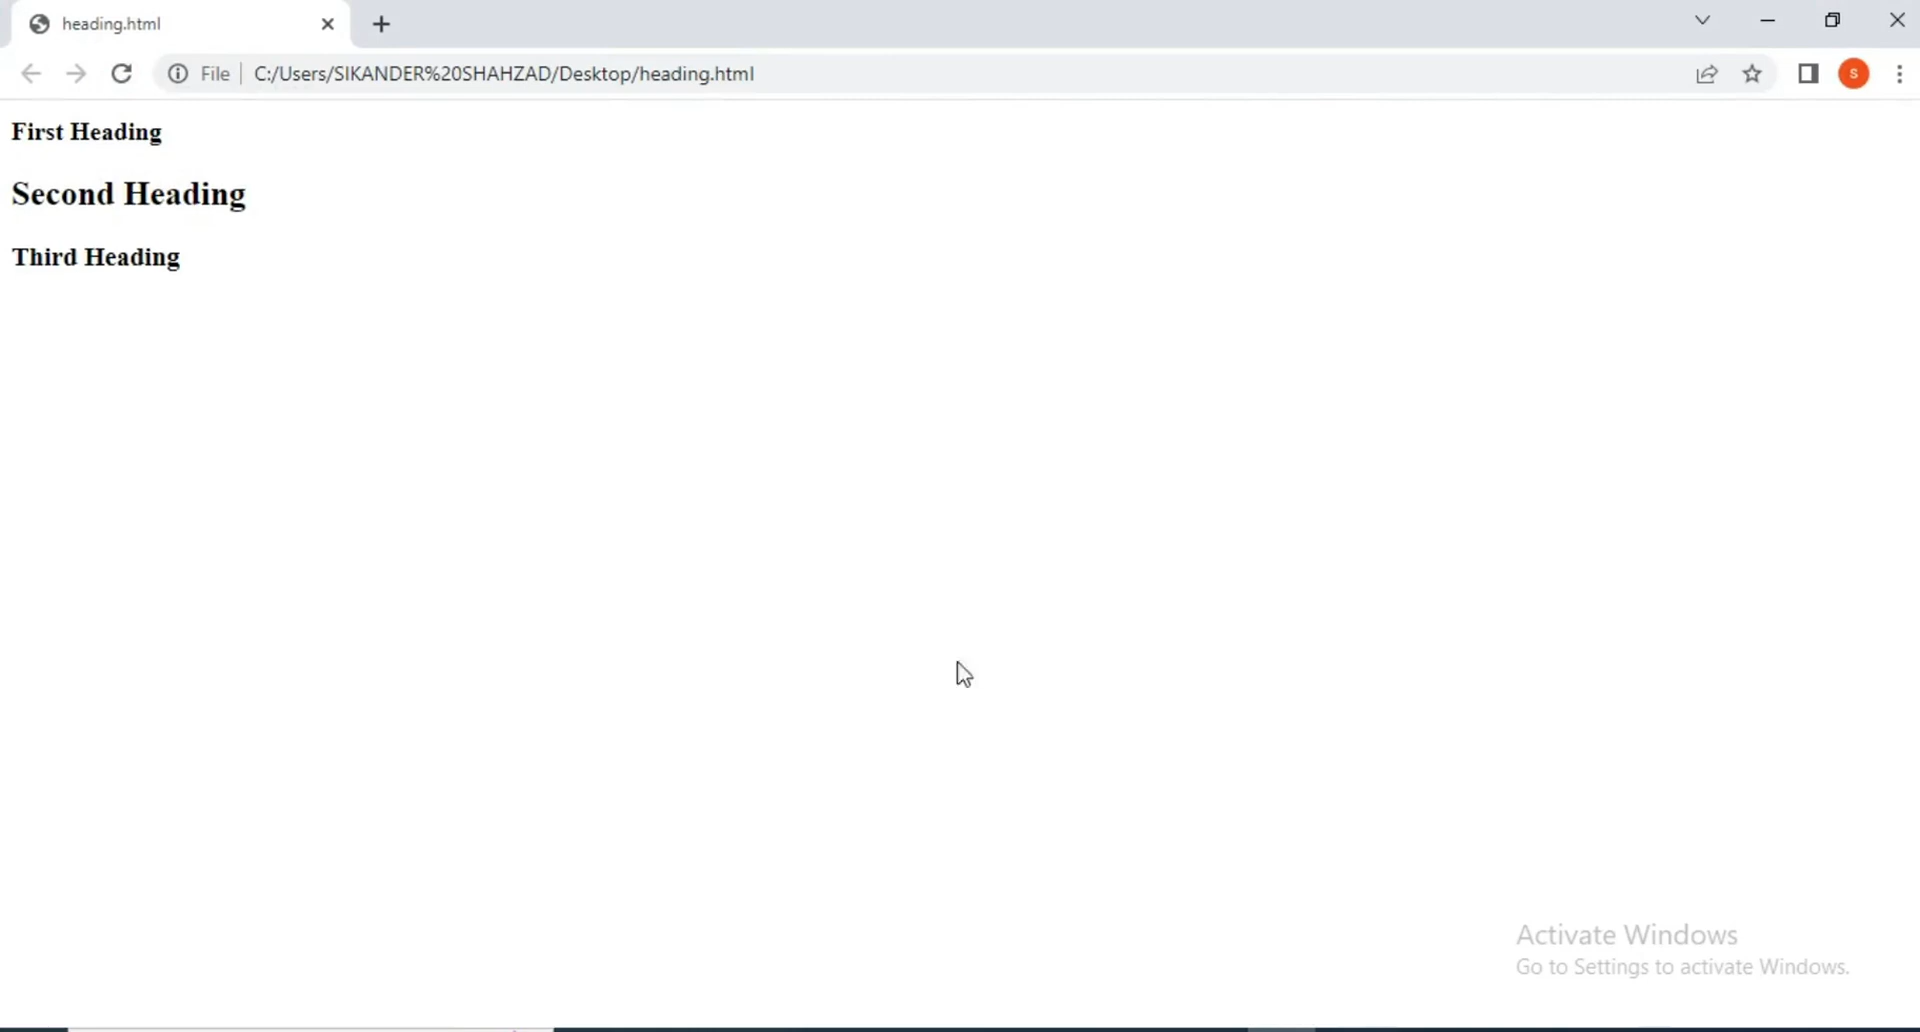 heading.html
File
C:/Users/SIKANDER%20SHAHZAD/Desktop/heading.html
S
First Heading
Second Heading
Third Heading
Activate Windows
Go to Settings to activate Windows.